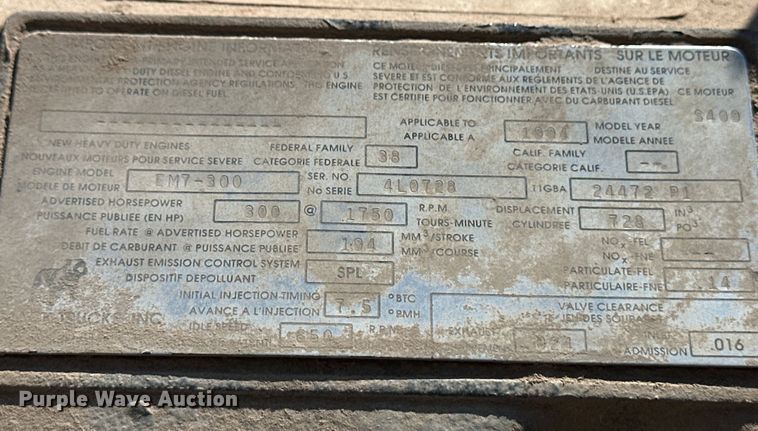 ENGINE INFORMATION RENSEIGNEMENTS IMPORTANTS SUR LE MOTEUR
SERVICE CE MOTEUR PRINCIPALEMENT DESTINE AU SERVICE
DUTY DIESEL ENGINE AND U.S. SEVERE ET EST CONFORME AUX REGLEMENTS DE L'AGENCE DE
PROTECTION AGENCY REGULATIONS. THIS ENGINE PROTECTION DE L'ENVIRONNEMENT DES ETATS-UNIS (U.S.EPA) CE MOTEUR
TO OPERATE ON DIESEL FUEL EST CERTIFIE POUR FONCTIONNER AVEC DU CARBURANT DIESEL
S400
APPLICABLE TO 1994 MODEL YEAR
APPLICABLE A MODELE ANNEE
NEW HEAVY DUTY ENGINES FEDERAL FAMILY 38 CALIF. FAMILY --
NOUVEAUX MOTEURS POUR SERVICE SEVERE CATEGORIE FEDERALE CATEGORIE CALIF.
ENGINE MODEL EM7-300 SER. NO. 4L0728 11GBA 24472 P1
MODELE DE MOTEUR No SERIE
ADVERTISED HORSEPOWER 300 @ 1750 R.P.M. DISPLACEMENT 728 IN3
PUISSANCE PUBLIEE (EN HP) TOURS-MINUTE CYLINDREE PO3
FUEL RATE @ ADVERTISED HORSEPOWER 194 MM3/STROKE NOX-FEL --
DEBIT DE CARBURANT @ PUISSANCE PUBLIEE MM3/COURSE NOX-FNE
EXHAUST EMISSION CONTROL SYSTEM SPL PARTICULATE-FEL .14
DISPOSITIF DEPOLLUANT PARTICULAIRE-FNE
INITIAL INJECTION TIMING 7.5 °BTC VALVE CLEARANCE
AVANCE A L'INJECTION °PMH JEU DES
TRUCKS, INC. IDLE SPEED 650 R.P.M. EXHAUST ADMISSION .016
Purple Wave Auction